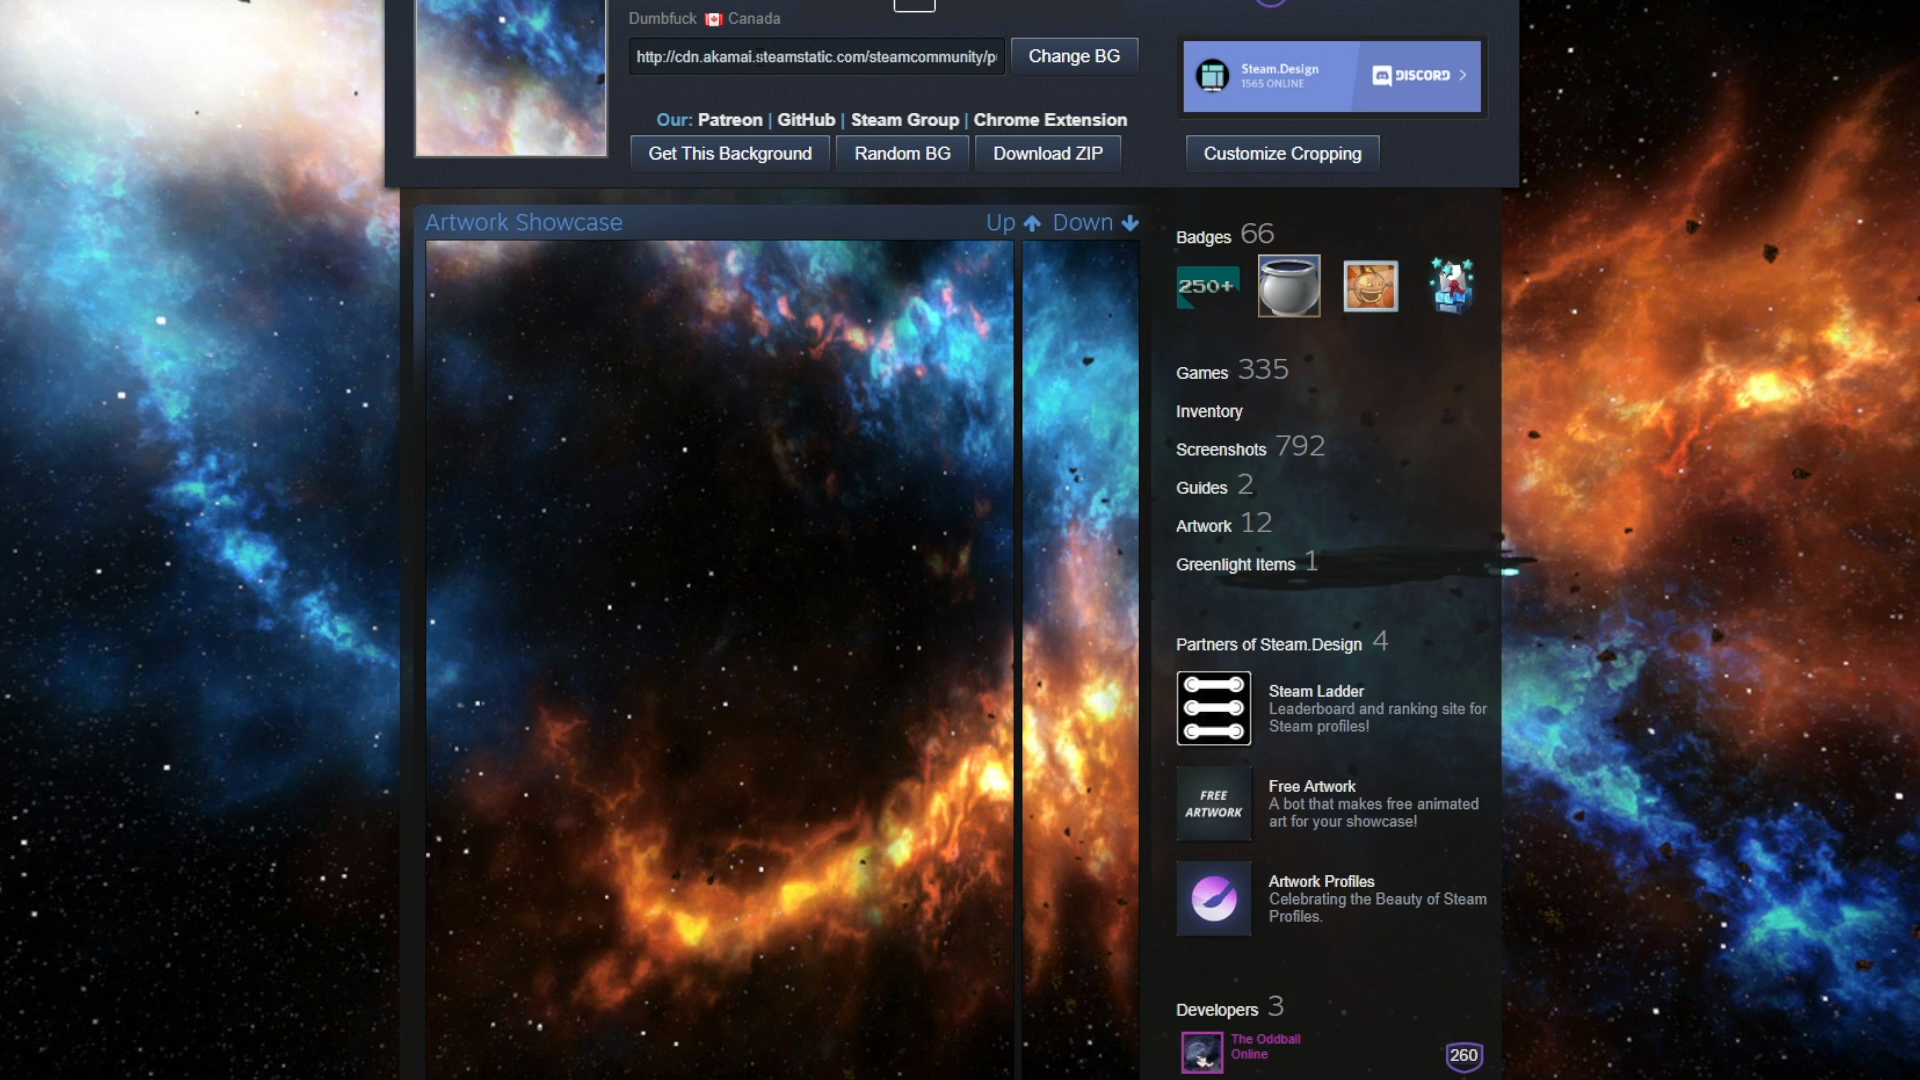 Dumbfuck Canada
http://cdn.akamai.steamstatic.com/steamcommunity/p
Change BG
Steam.Design
1565 ONLINE
DISCORD
Our: Patreon | GitHub | Steam Group | Chrome Extension
Get This Background
Random BG
Download ZIP
Customize Cropping
Artwork Showcase
Up
Down
Badges 66
250+
Games 335
Inventory
Screenshots 792
Guides 2
Artwork 12
Greenlight Items 1
Partners of Steam.Design 4
Steam Ladder
Leaderboard and ranking site for
Steam profiles!
FREE
ARTWORK
Free Artwork
A bot that makes free animated
art for your showcase!
Artwork Profiles
Celebrating the Beauty of Steam
Profiles.
Developers 3
The Oddball
Online
260